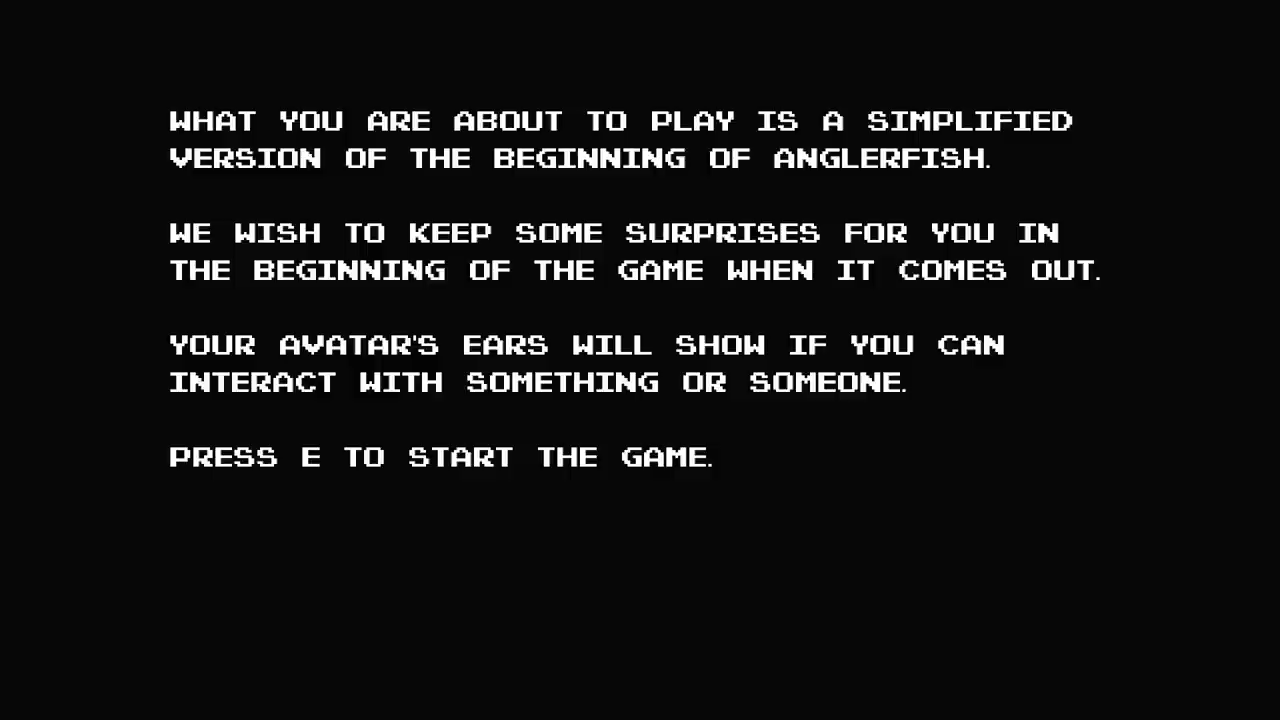 WHAT YOU ARE ABOUT TO PLAY IS A SIMPLIFIED
VERSION OF THE BEGINNING OF ANGLERFISH.
WE WISH TO KEEP SOME SURPRISES FOR YOU IN
THE BEGINNING OF THE GAME WHEN IT COMES OUT.
YOUR AVATAR'S EARS WILL SHOW IF YOU CAN
INTERACT WITH SOMETHING OR SOMEONE.
PRESS E TO START THE GAME.